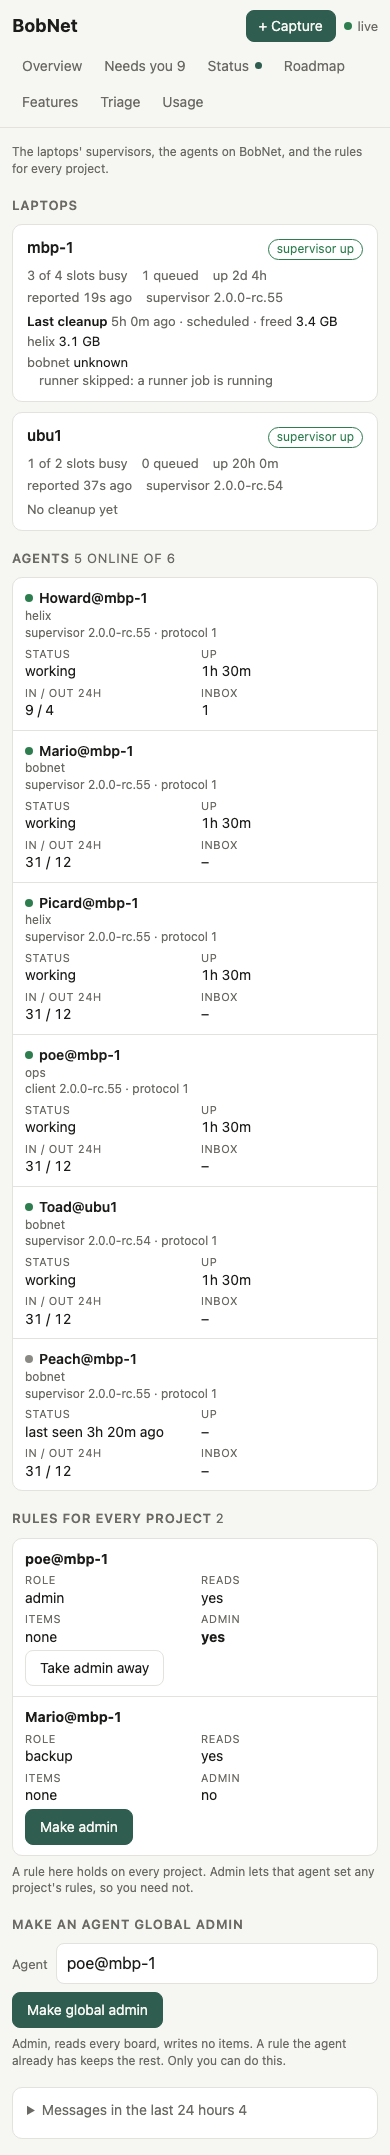 BobNet
+ Capture
live
Overview Needs you 9 Status Roadmap
Features Triage Usage
The laptops' supervisors, the agents on BobNet, and the rules
for every project.
LAPTOPS
mbp-1
supervisor up
3 of 4 slots busy 1 queued up 2d 4h
reported 19s ago supervisor 2.0.0-rc.55
Last cleanup 5h 0m ago · scheduled · freed 3.4 GB
helix 3.1 GB
bobnet unknown
runner skipped: a runner job is running
ubu1
supervisor up
1 of 2 slots busy 0 queued up 20h 0m
reported 37s ago supervisor 2.0.0-rc.54
No cleanup yet
AGENTS 5 ONLINE OF 6
Howard@mbp-1
helix
supervisor 2.0.0-rc.55 · protocol 1
STATUS UP
working 1h 30m
IN / OUT 24H INBOX
9 / 4 1
Mario@mbp-1
bobnet
supervisor 2.0.0-rc.55 · protocol 1
STATUS UP
working 1h 30m
IN / OUT 24H INBOX
31 / 12 –
Picard@mbp-1
helix
supervisor 2.0.0-rc.55 · protocol 1
STATUS UP
working 1h 30m
IN / OUT 24H INBOX
31 / 12 –
poe@mbp-1
ops
client 2.0.0-rc.55 · protocol 1
STATUS UP
working 1h 30m
IN / OUT 24H INBOX
31 / 12 –
Toad@ubu1
bobnet
supervisor 2.0.0-rc.54 · protocol 1
STATUS UP
working 1h 30m
IN / OUT 24H INBOX
31 / 12 –
Peach@mbp-1
bobnet
supervisor 2.0.0-rc.55 · protocol 1
STATUS UP
last seen 3h 20m ago –
IN / OUT 24H INBOX
31 / 12 –
RULES FOR EVERY PROJECT 2
poe@mbp-1
ROLE READS
admin yes
ITEMS ADMIN
none yes
Take admin away
Mario@mbp-1
ROLE READS
backup yes
ITEMS ADMIN
none no
Make admin
A rule here holds on every project. Admin lets that agent set any
project's rules, so you need not.
MAKE AN AGENT GLOBAL ADMIN
Agent poe@mbp-1
Make global admin
Admin, reads every board, writes no items. A rule the agent
already has keeps the rest. Only you can do this.
Messages in the last 24 hours 4